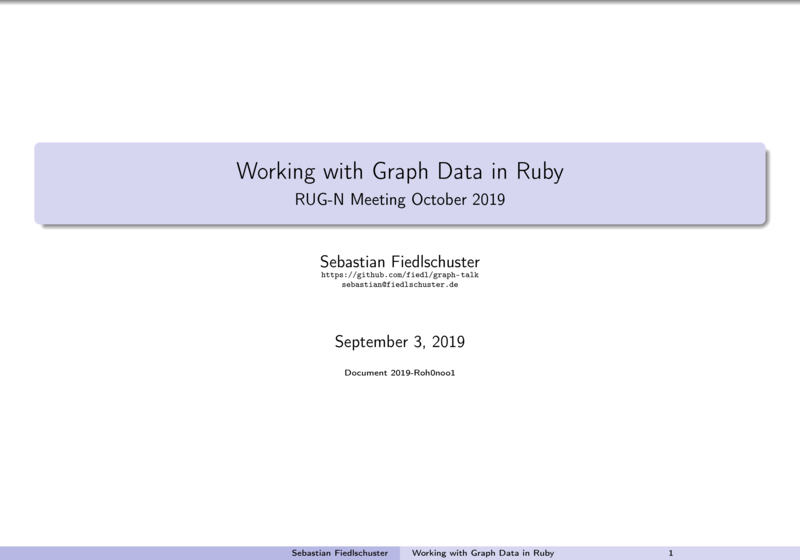 Working with Graph Data in Ruby
RUG-N Meeting October 2019
Sebastian Fiedlschuster
https://github.com/fiedl/graph-talk
sebastian@fiedlschuster.de
September 3, 2019
Document 2019-Roh0noo1
Sebastian Fiedlschuster Working with Graph Data in Ruby 1